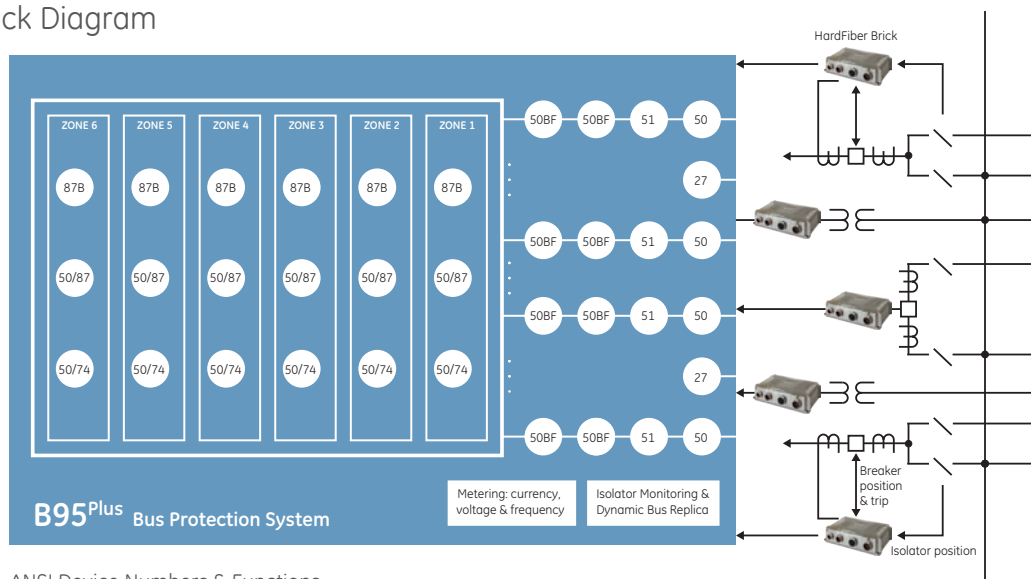 ck Diagram
HardFiber Brick
ZONE 6 ZONE 5 ZONE 4 ZONE 3 ZONE 2 ZONE 1
50BF 50BF 51 50
87B 87B 87B 87B 87B 87B
27
50BF 50BF 51 50
50/87 50/87 50/87 50/87 50/87 50/87
50BF 50BF 51 50
50/74 50/74 50/74 50/74 50/74 50/74
27
50BF 50BF 51 50
Breaker
position
& trip
Metering: currency,
voltage & frequency
Isolator Monitoring &
Dynamic Bus Replica
B95Plus Bus Protection System
Isolator position
ANSI Device Numbers & Functions